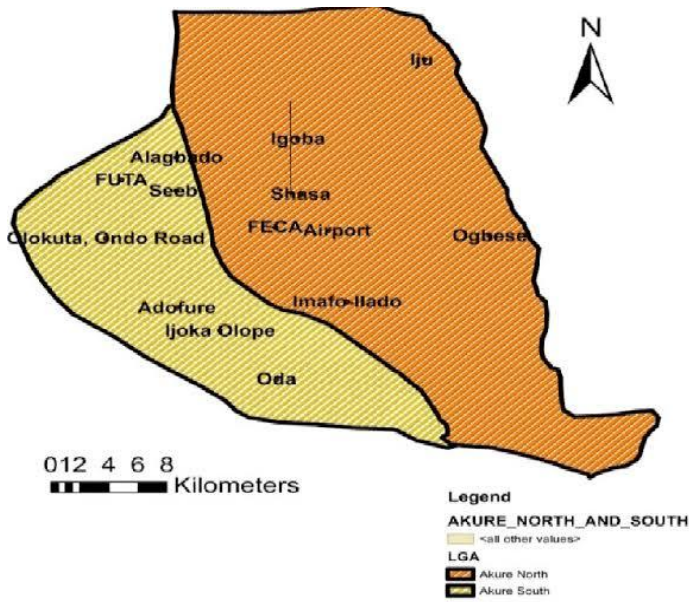 N
Iju
Igoba
Alagbado
FUTA
Seeb
Shasa
FECA Airport
Ogbese
Olokuta, Ondo Road
Imafo-Ilado
Adofure
Ijoka Olope
Oda
012 4 6 8
Kilometers
Legend
AKURE_NORTH_AND_SOUTH
<all other values>
LGA
Akure North
Akure South